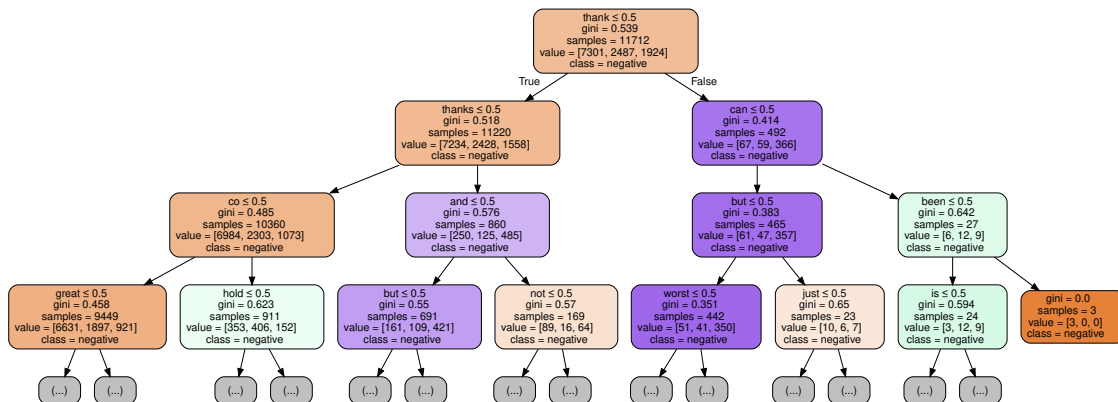 thank ≤ 0.5
gini = 0.539
samples = 11712
value = [7301, 2487, 1924]
class = negative
True
False
thanks ≤ 0.5
gini = 0.518
samples = 11220
value = [7234, 2428, 1558]
class = negative
can ≤ 0.5
gini = 0.414
samples = 492
value = [67, 59, 366]
class = negative
co ≤ 0.5
gini = 0.485
samples = 10360
value = [6984, 2303, 1073]
class = negative
and ≤ 0.5
gini = 0.576
samples = 860
value = [250, 125, 485]
class = negative
but ≤ 0.5
gini = 0.383
samples = 465
value = [61, 47, 357]
class = negative
been ≤ 0.5
gini = 0.642
samples = 27
value = [6, 12, 9]
class = negative
great ≤ 0.5
gini = 0.458
samples = 9449
value = [6631, 1897, 921]
class = negative
hold ≤ 0.5
gini = 0.623
samples = 911
value = [353, 406, 152]
class = negative
but ≤ 0.5
gini = 0.55
samples = 691
value = [161, 109, 421]
class = negative
not ≤ 0.5
gini = 0.57
samples = 169
value = [89, 16, 64]
class = negative
worst ≤ 0.5
gini = 0.351
samples = 442
value = [51, 41, 350]
class = negative
just ≤ 0.5
gini = 0.65
samples = 23
value = [10, 6, 7]
class = negative
is ≤ 0.5
gini = 0.594
samples = 24
value = [3, 12, 9]
class = negative
gini = 0.0
samples = 3
value = [3, 0, 0]
class = negative
(...)
(...)
(...)
(...)
(...)
(...)
(...)
(...)
(...)
(...)
(...)
(...)
(...)
(...)